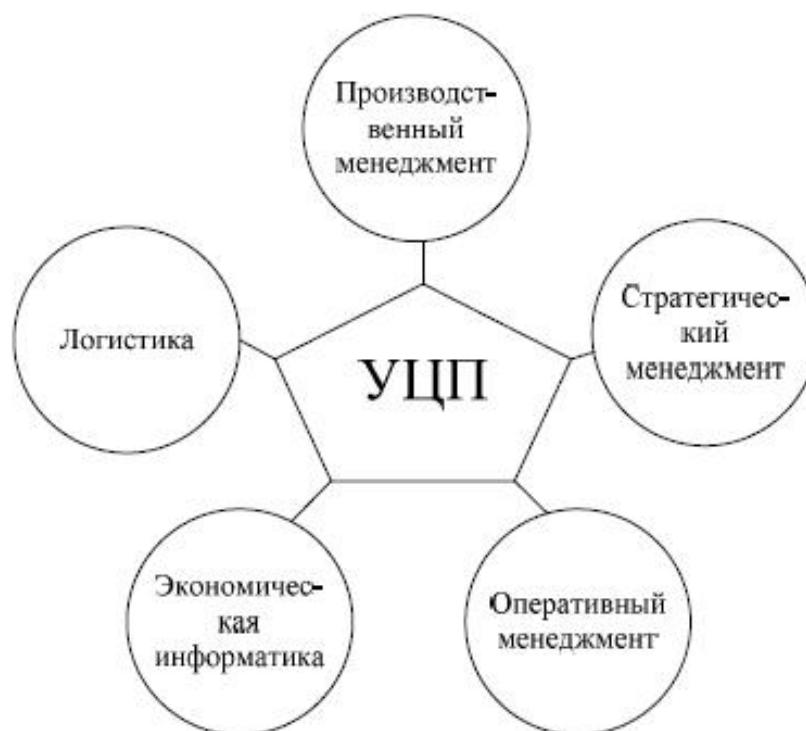 Производст-
венный
менеджмент
Стратегичес-
кий
менеджмент
Логистика
УЦП
Экономичес-
кая
информатика
Оперативный
менеджмент